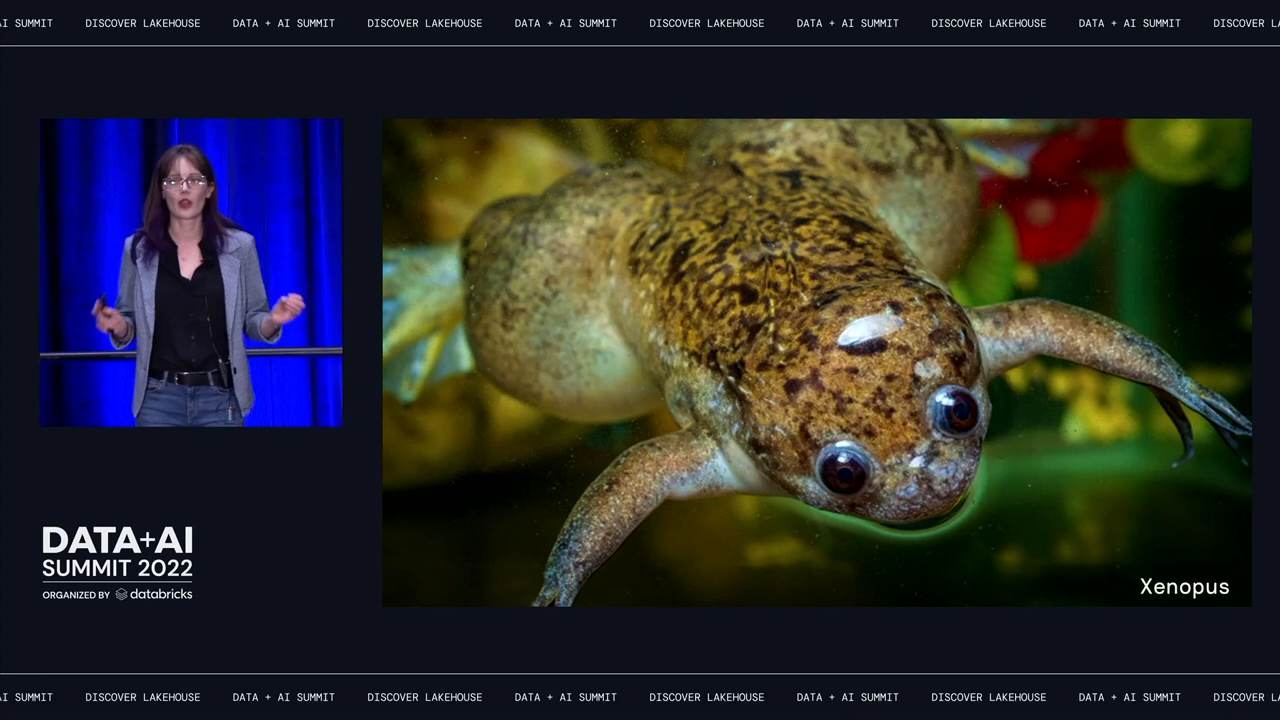 AI SUMMIT DISCOVER LAKEHOUSE DATA + AI SUMMIT DISCOVER LAKEHOUSE DATA + AI SUMMIT DISCOVER LAKEHOUSE DATA + AI SUMMIT DISCOVER LAKEHOUSE DATA + AI SUMMIT DISCOVER
DATA+AI
SUMMIT 2022
ORGANIZED BY databricks
Xenopus
AI SUMMIT DISCOVER LAKEHOUSE DATA + AI SUMMIT DISCOVER LAKEHOUSE DATA + AI SUMMIT DISCOVER LAKEHOUSE DATA + AI SUMMIT DISCOVER LAKEHOUSE DATA + AI SUMMIT DISCOVER